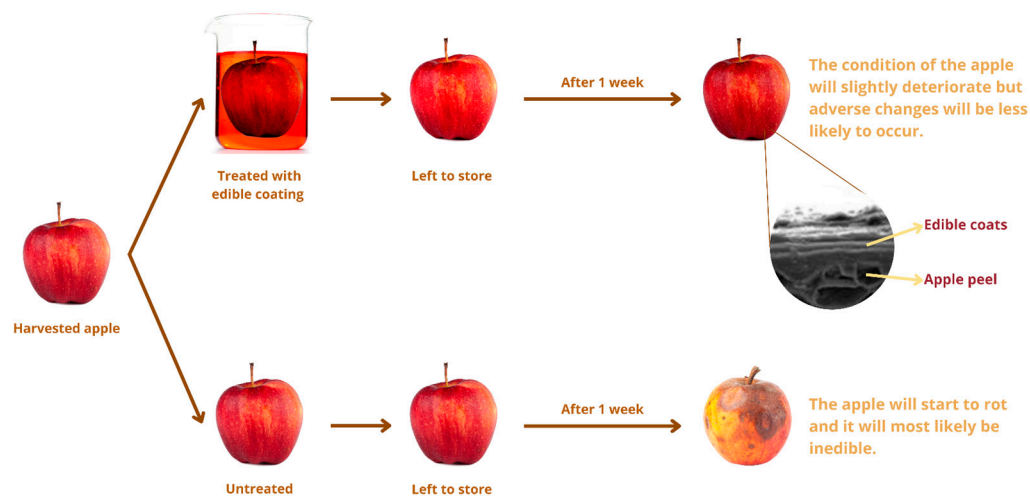 Treated with
edible coating
Left to store
After 1 week
The condition of the apple
will slightly deteriorate but
adverse changes will be less
likely to occur.
Edible coats
Apple peel
Harvested apple
Untreated
Left to store
After 1 week
The apple will start to rot
and it will most likely be
inedible.